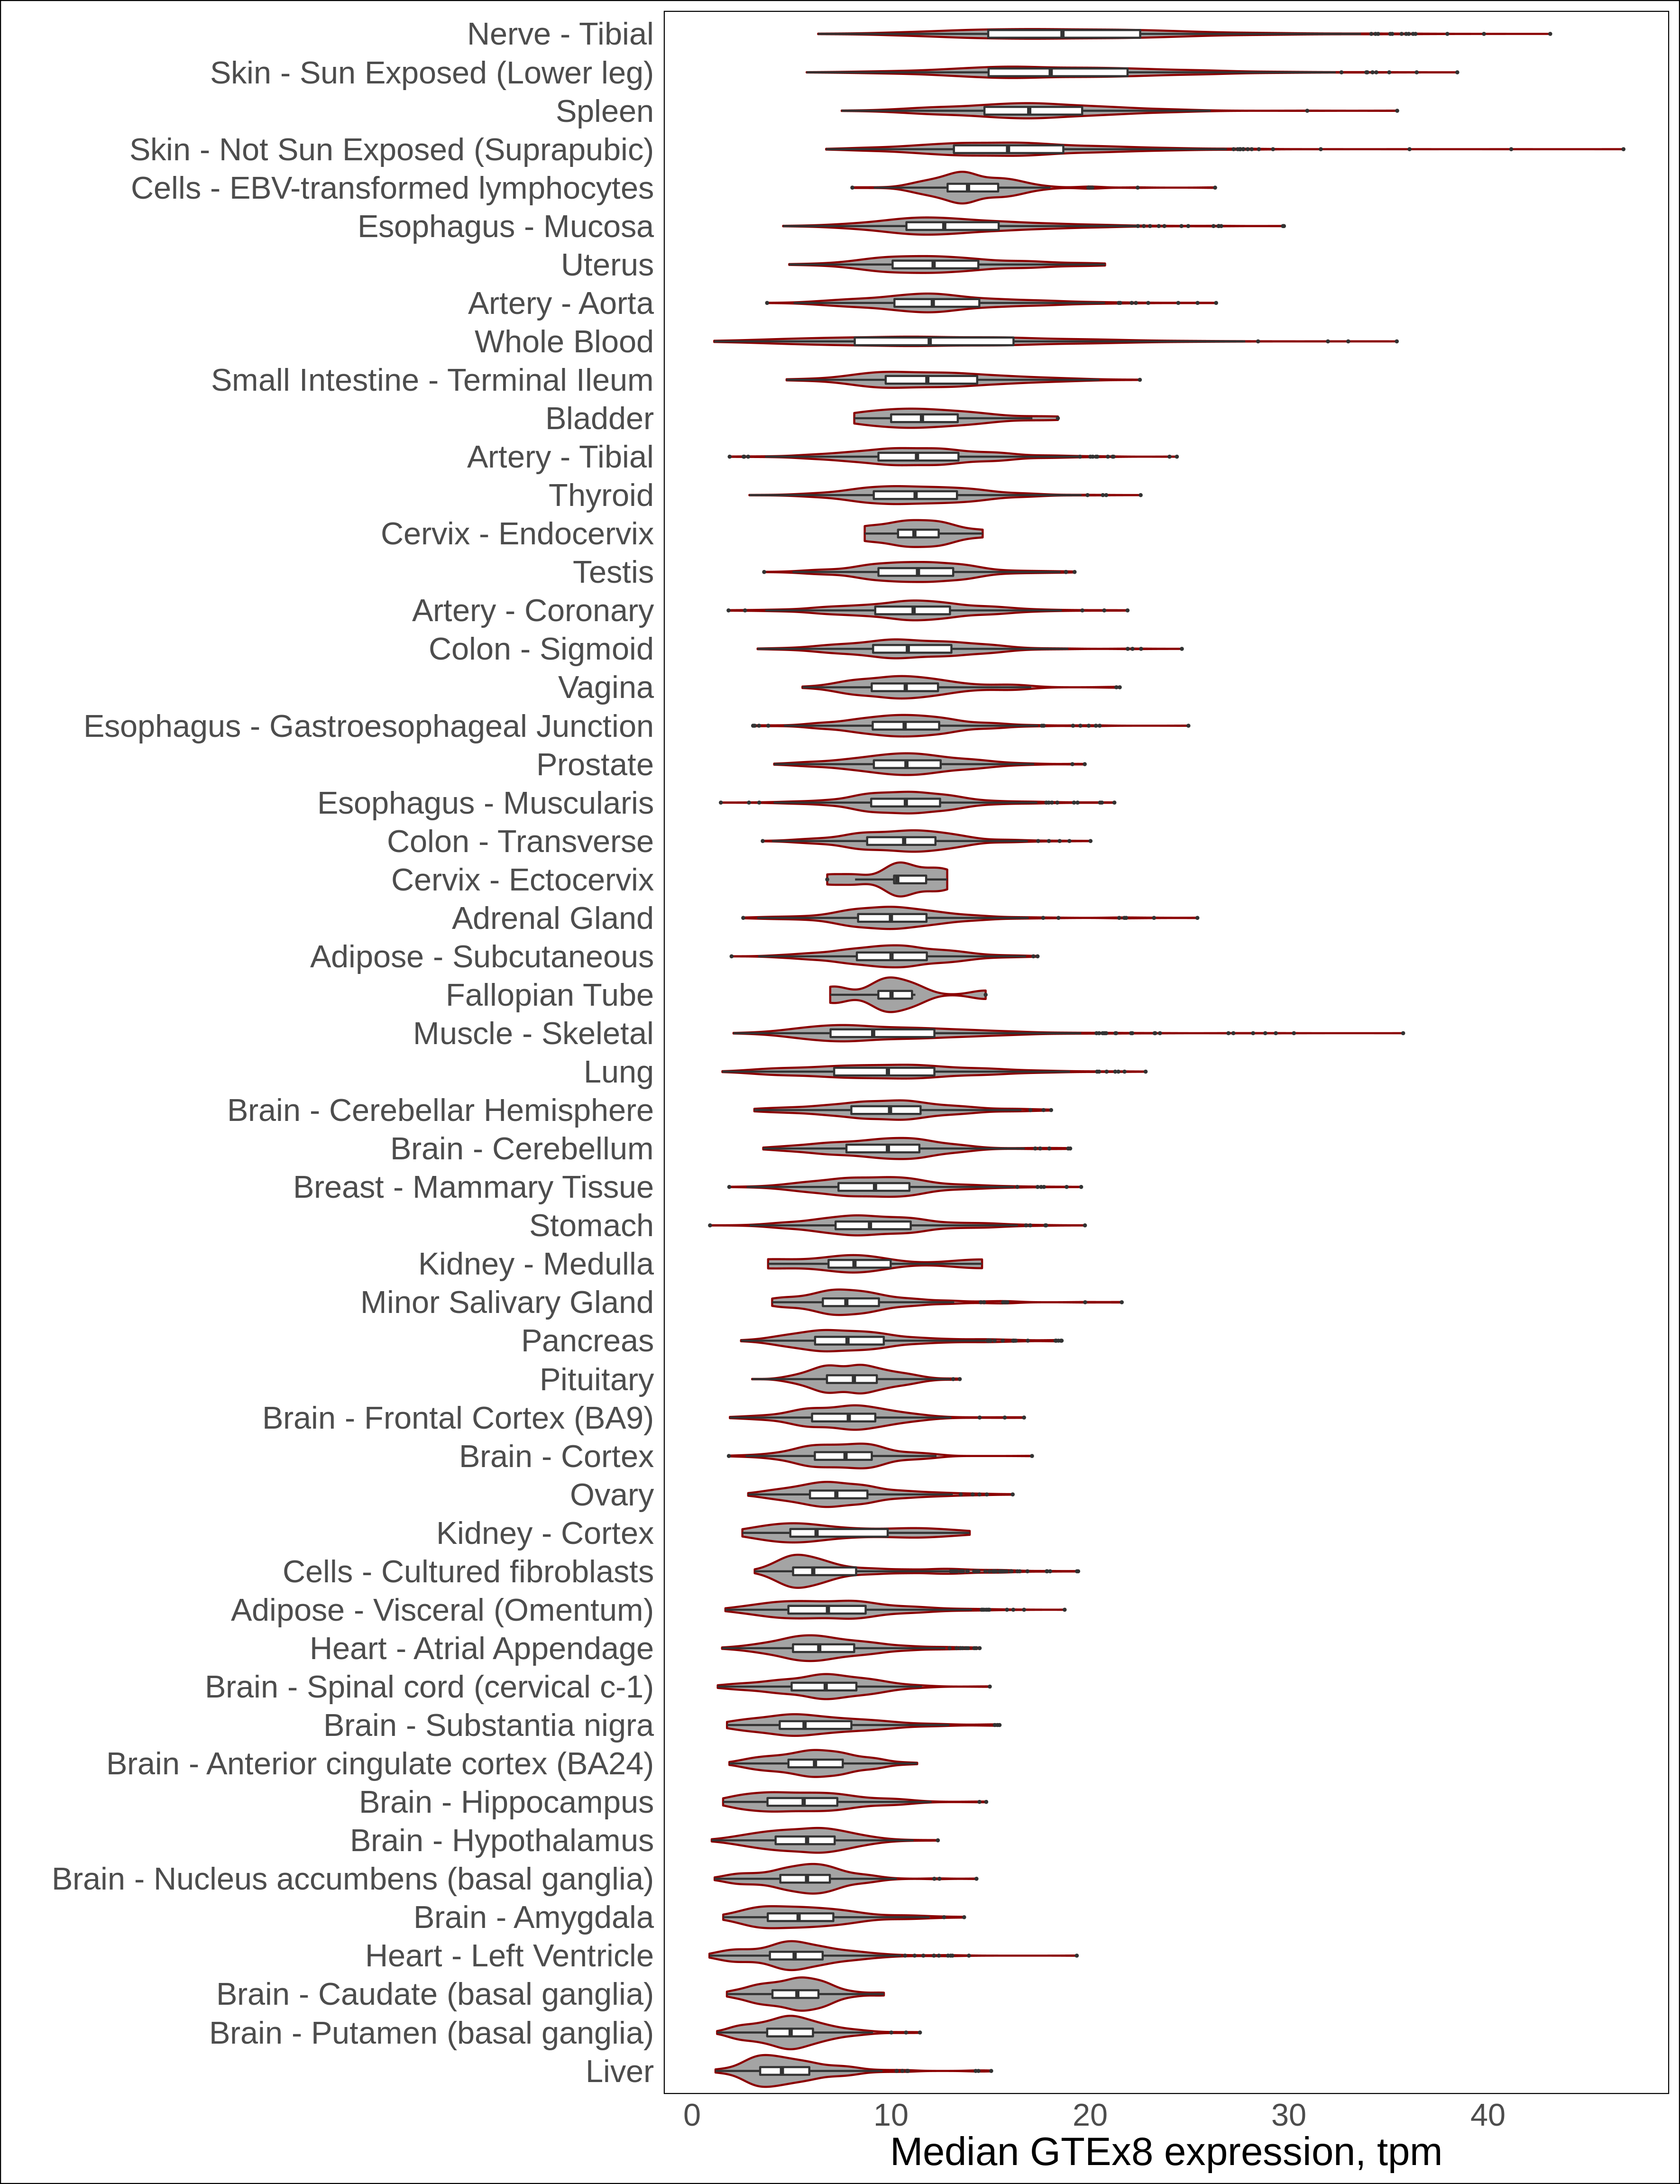 Nerve - Tibial
Skin - Sun Exposed (Lower leg)
Spleen
Skin - Not Sun Exposed (Suprapubic)
Cells - EBV-transformed lymphocytes
Esophagus - Mucosa
Uterus
Artery - Aorta
Whole Blood
Small Intestine - Terminal Ileum
Bladder
Artery - Tibial
Thyroid
Cervix - Endocervix
Testis
Artery - Coronary
Colon - Sigmoid
Vagina
Esophagus - Gastroesophageal Junction
Prostate
Esophagus - Muscularis
Colon - Transverse
Cervix - Ectocervix
Adrenal Gland
Adipose - Subcutaneous
Fallopian Tube
Muscle - Skeletal
Lung
Brain - Cerebellar Hemisphere
Brain - Cerebellum
Breast - Mammary Tissue
Stomach
Kidney - Medulla
Minor Salivary Gland
Pancreas
Pituitary
Brain - Frontal Cortex (BA9)
Brain - Cortex
Ovary
Kidney - Cortex
Cells - Cultured fibroblasts
Adipose - Visceral (Omentum)
Heart - Atrial Appendage
Brain - Spinal cord (cervical c-1)
Brain - Substantia nigra
Brain - Anterior cingulate cortex (BA24)
Brain - Hippocampus
Brain - Hypothalamus
Brain - Nucleus accumbens (basal ganglia)
Brain - Amygdala
Heart - Left Ventricle
Brain - Caudate (basal ganglia)
Brain - Putamen (basal ganglia)
Liver
0 10 20 30 40
Median GTEx8 expression, tpm